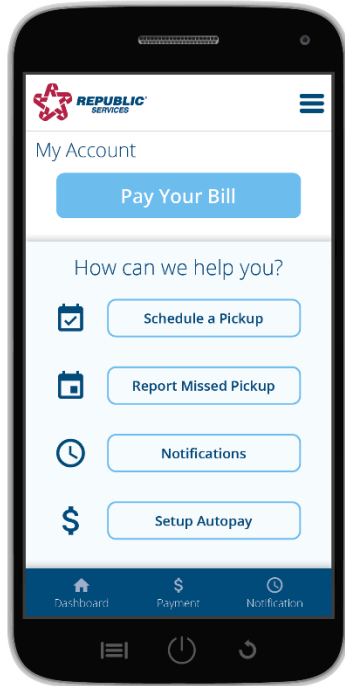 REPUBLIC
SERVICES
My Account
Pay Your Bill
How can we help you?
Schedule a Pickup
Report Missed Pickup
Notifications
$ Setup Autopay
$
Dashboard Payment Notification